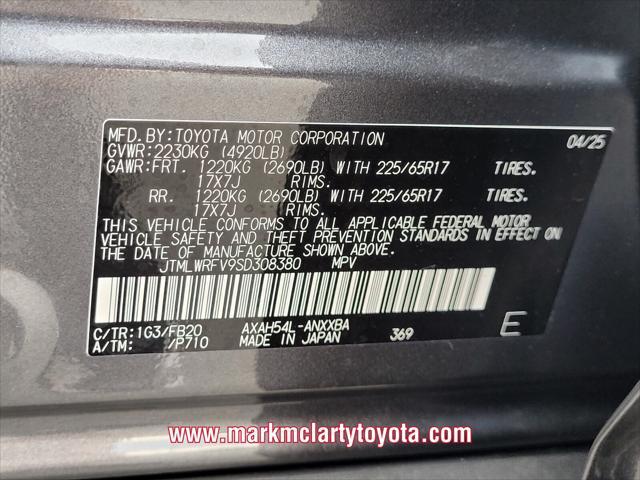 MFD.BY:TOYOTA MOTOR CORPORATION 04/25
GVWR:2230KG (4920LB)
GAWR:FRT. 1220KG (2690LB) WITH 225/65R17 TIRES.
17X7J RIMS.
RR. 1220KG (2690LB) WITH 225/65R17 TIRES.
17X7J RIMS.
THIS VEHICLE CONFORMS TO ALL APPLICABLE FEDERAL MOTOR
VEHICLE SAFETY AND THEFT PREVENTION STANDARDS IN EFFECT ON
THE DATE OF MANUFACTURE SHOWN ABOVE.
JTMLWRFV9SD308380 MPV
C/TR:1G3/FB20 AXAH54L-ANXXBA 369 E
A/TM: /P710 MADE IN JAPAN
www.markmclartytoyota.com